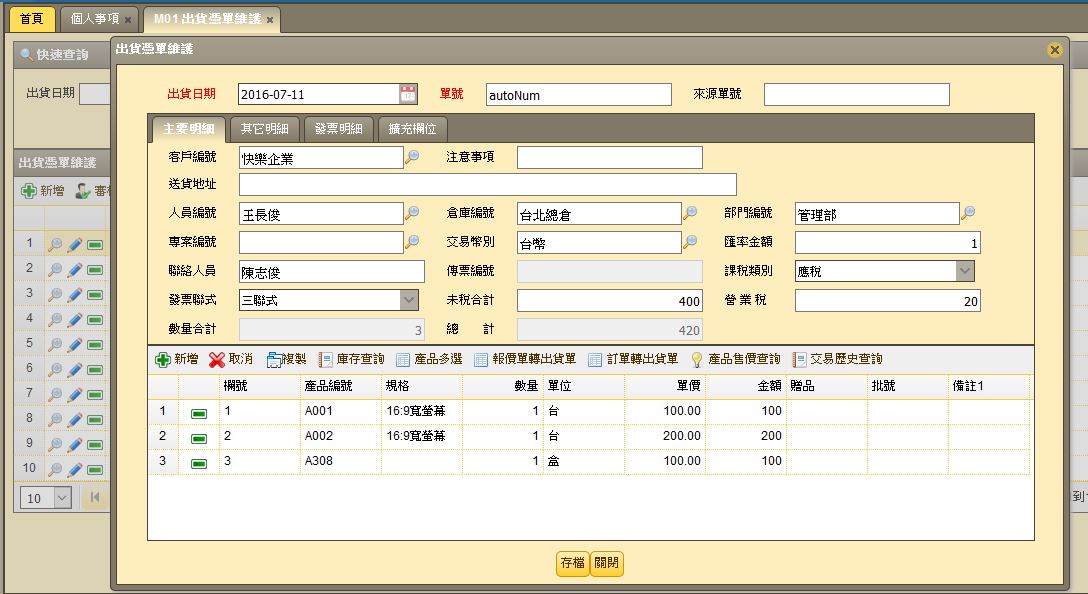 首頁 個人事項 × M01 出貨憑單維護 ×
快速查詢
出貨憑單維護
出貨日期
出貨日期 2016-07-11 單號 autoNum 來源單號
主要明細 其它明細 發票明細 擴充欄位
客戶編號 快樂企業 注意事項
出貨憑單維護
送貨地址
新增 審核
人員編號 王長俊 倉庫編號 台北總倉 部門編號 管理部
專案編號 交易幣別 台幣 匯率金額 1
聯絡人員 陳志俊 傳票編號 課稅類別 應稅
發票聯式 三聯式 未稅合計 400 營業稅 20
數量合計 3 總 計 420
新增 取消 複製 庫存查詢 產品多選 報價單轉出貨單 訂單轉出貨單 產品售價查詢 交易歷史查詢
欄號 產品編號 規格 數量 單位 單價 金額 贈品 批號 備註1
1 1 A001 16:9寬螢幕 1 台 100.00 100
2 2 A002 16:9寬螢幕 1 台 200.00 200
3 3 A308 1 盒 100.00 100
1
2
3
4
5
6
7
8
9
10
10
到
存檔 關閉